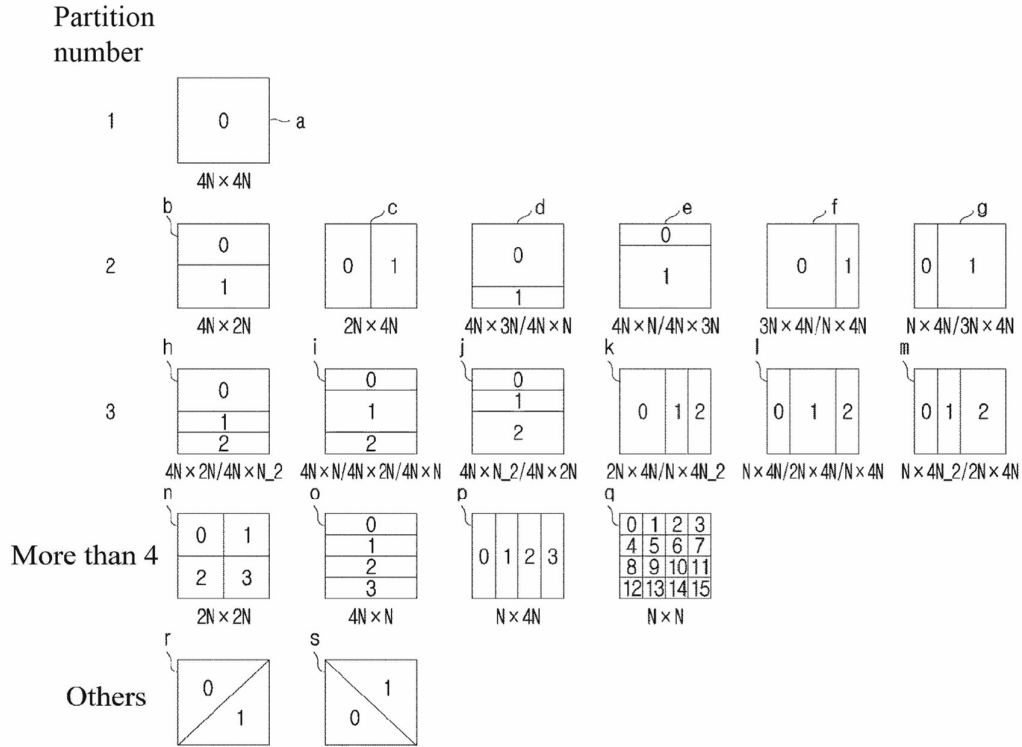 Partition
number
1
0
a
4N×4N
b
c
d
e
f
g
2
0
1
0
1
0
1
0
1
0
1
0
1
4N×2N
2N×4N
4N×3N/4N×N
4N×N/4N×3N
3N×4N/N×4N
N×4N/3N×4N
h
i
j
k
l
m
3
0
1
2
0
1
2
0
1
2
0 1 2
0 1 2
0 1 2
4N×2N/4N×N_2
4N×N/4N×2N/4N×N
4N×N_2/4N×2N
2N×4N/N×4N_2
N×4N/2N×4N/N×4N
N×4N_2/2N×4N
n
o
p
q
More than 4
0 1
2 3
0
1
2
3
0 1 2 3
0 1 2 3
4 5 6 7
8 9 10 11
12 13 14 15
2N×2N
4N×N
N×4N
N×N
r
s
Others
0
1
1
0